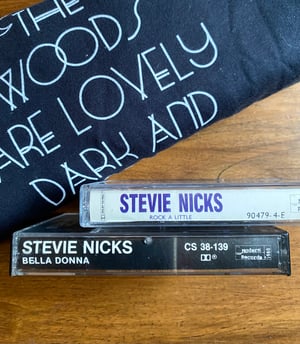 THE
WOODS
ARE LOVELY
DARK AND
STEVIE NICKS
ROCK A LITTLE
90479-4-E
STEVIE NICKS
BELLA DONNA
CS 38-139
modern
Records